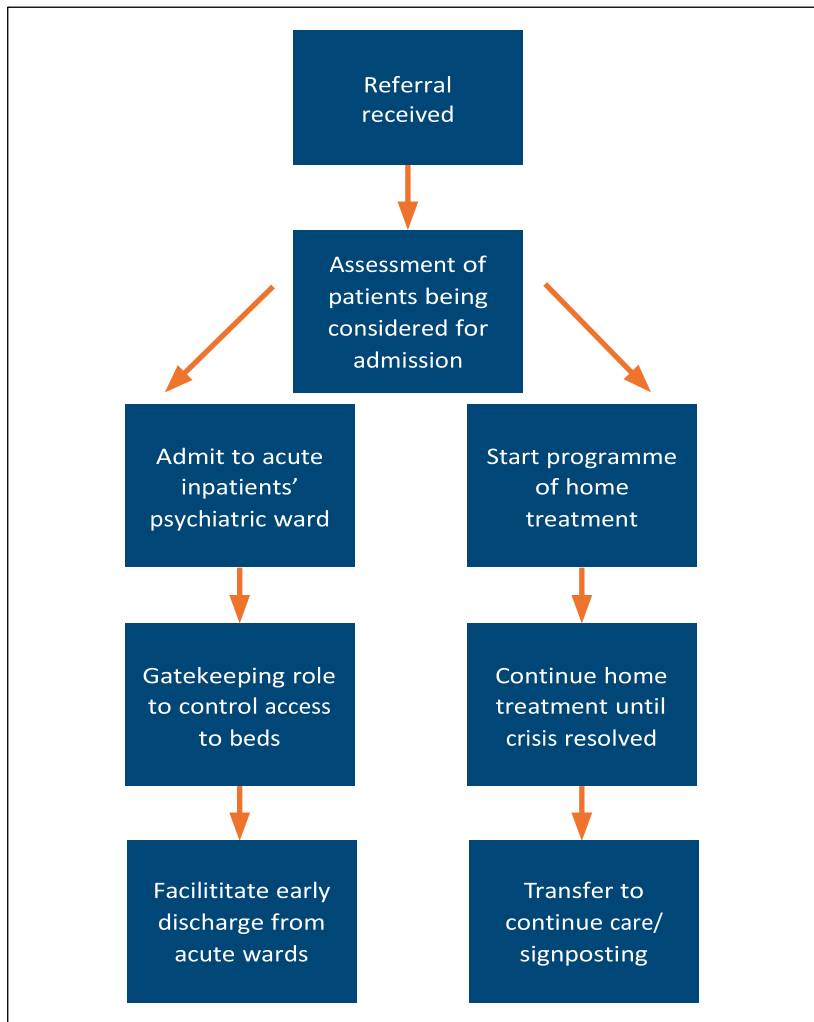 Referral
received
Assessment of
patients being
considered for
admission
Admit to acute
inpatients’
psychiatric ward
Start programme
of home
treatment
Gatekeeping role
to control access
to beds
Continue home
treatment until
crisis resolved
Facilititate early
discharge from
acute wards
Transfer to
continue care/
signposting